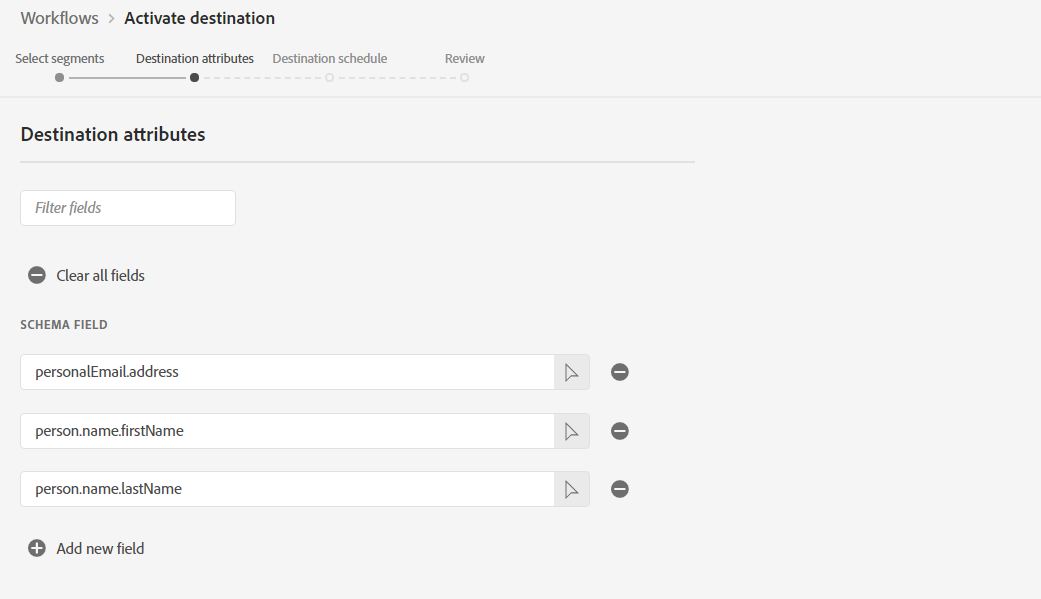 Workflows > Activate destination
Select segments Destination attributes Destination schedule Review
Destination attributes
Filter fields
Clear all fields
SCHEMA FIELD
personalEmail.address
person.name.firstName
person.name.lastName
Add new field